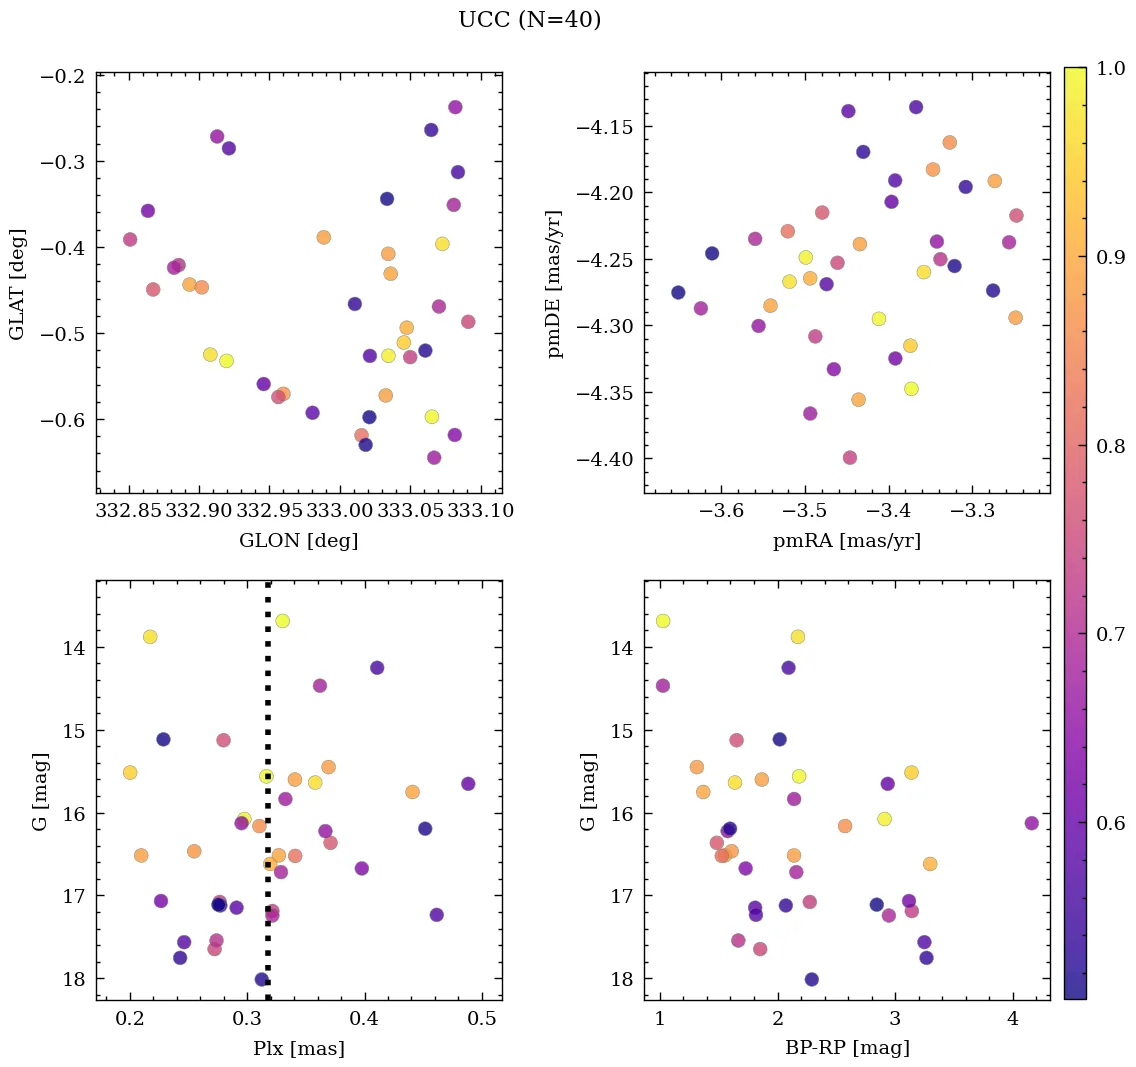 UCC (N=40)
−0.2
−0.3
−0.4
−0.5
−0.6
GLAT [deg]
332.85 332.90 332.95 333.00 333.05 333.10
GLON [deg]
−4.15
−4.20
−4.25
−4.30
−4.35
−4.40
pmDE [mas/yr]
−3.6 −3.5 −3.4 −3.3
pmRA [mas/yr]
14
15
16
17
18
G [mag]
0.2 0.3 0.4 0.5
Plx [mas]
14
15
16
17
18
G [mag]
1 2 3 4
BP-RP [mag]
1.0
0.9
0.8
0.7
0.6